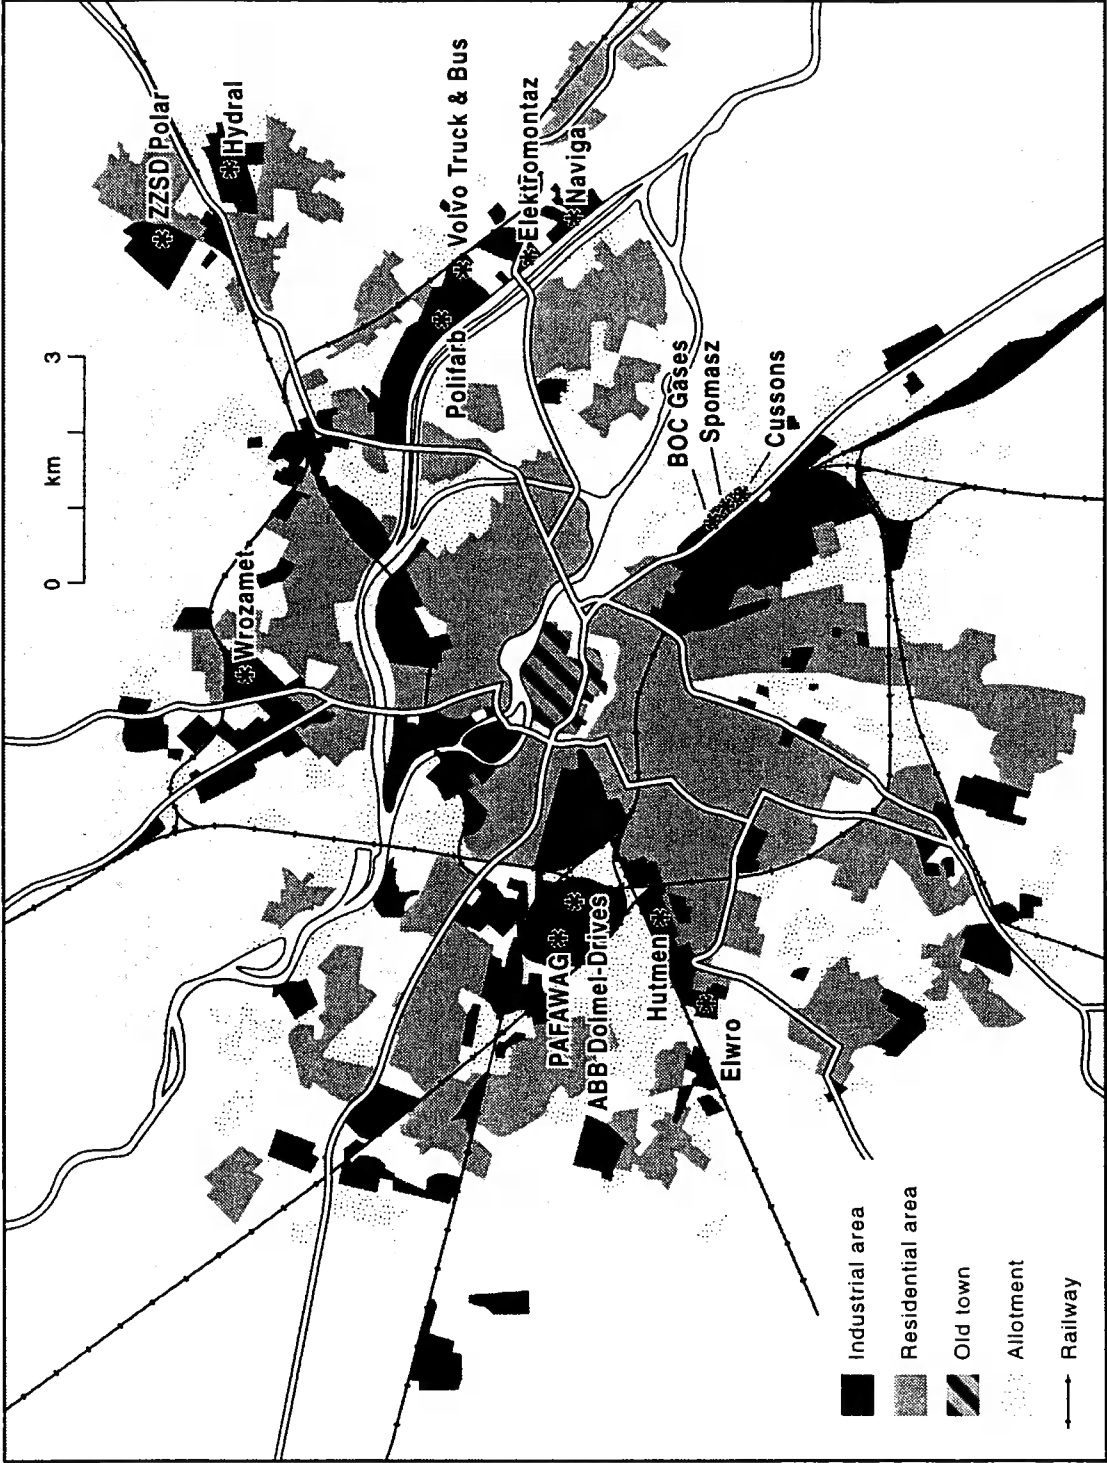 ZZSD Polar
Hydral
Volvo Truck & Bus
Elektromontaz
Naviga
Polifarb
3
km
0
Wrozamet
BOC Gases
Spomasz
Cussons
PAFAWAG
ABB Dolmel-Drives
Hutmen
Elwro
Industrial area
Residential area
Old town
Allotment
Railway